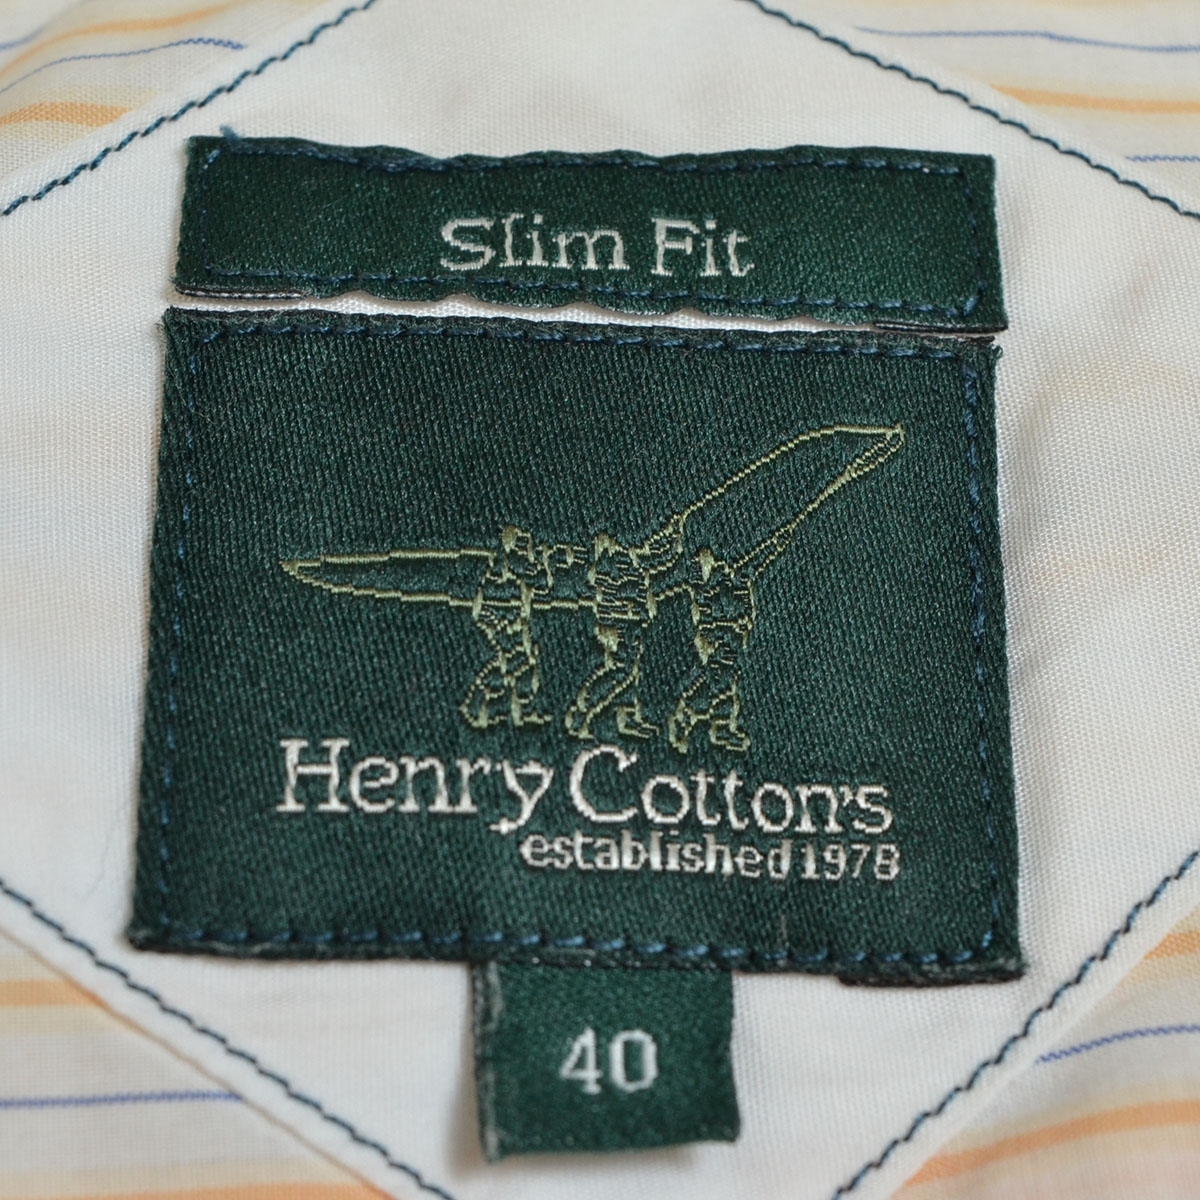 Slim Fit
Henry Cotton's
established 1978
40